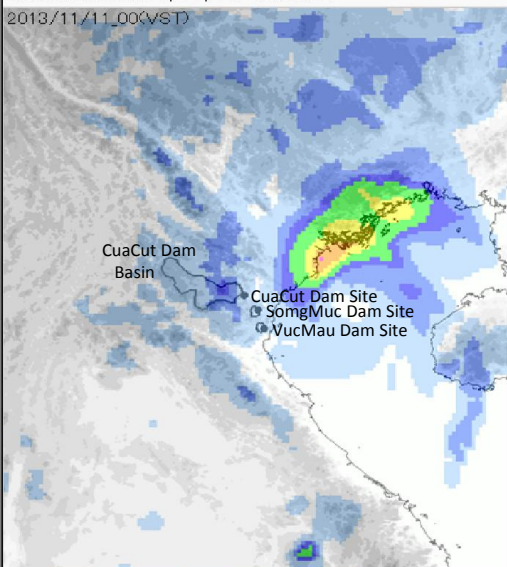 2013/11/11_00(VST)
CuaCut Dam
Basin
CuaCut Dam Site
SomgMuc Dam Site
VucMau Dam Site